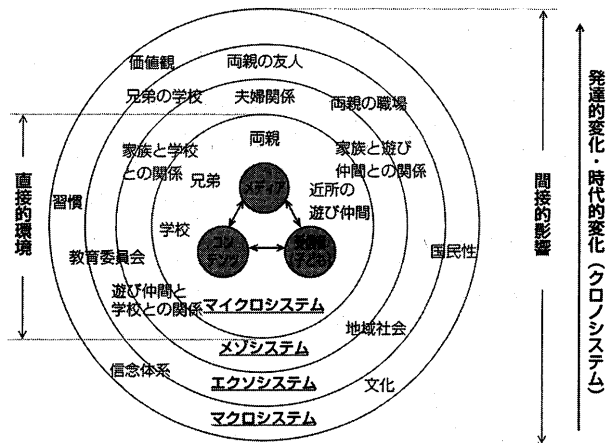 価値観
両親の友人
兄弟の学校
夫婦関係
両親の職場
両親
家族と学校
との関係
家族と遊び
仲間との関係
兄弟
メディア
近所の
遊び仲間
習慣
学校
コン
テンツ
(子ども)
国民性
教育委員会
遊び仲間と
学校との関係
マイクロシステム
地域社会
メゾシステム
信念体系
エクソシステム
文化
マクロシステム
直接的環境
間接的影響
発達的変化・時代的変化(クロノシステム)